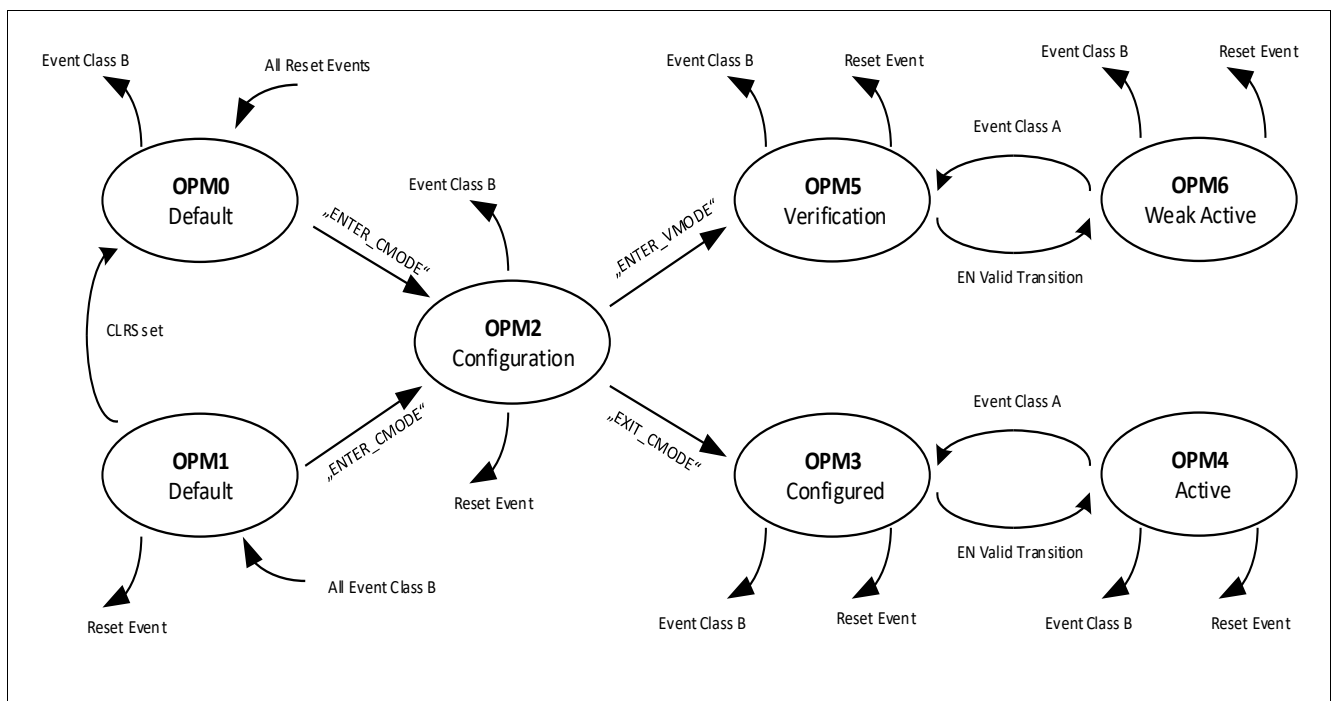 Event Class B
All Reset Events
OPM0
Default
„ENTER_CMODE“
CLRS set
OPM1
Default
„ENTER_CMODE“
Reset Event
All Event Class B
Event Class B
OPM2
Configuration
Reset Event
„ENTER_VMODE“
„EXIT_CMODE“
Event Class B
Reset Event
OPM5
Verification
Event Class A
EN Valid Transition
Event Class B
Reset Event
OPM6
Weak Active
OPM3
Configured
Event Class B
Reset Event
Event Class A
EN Valid Transition
OPM4
Active
Event Class B
Reset Event